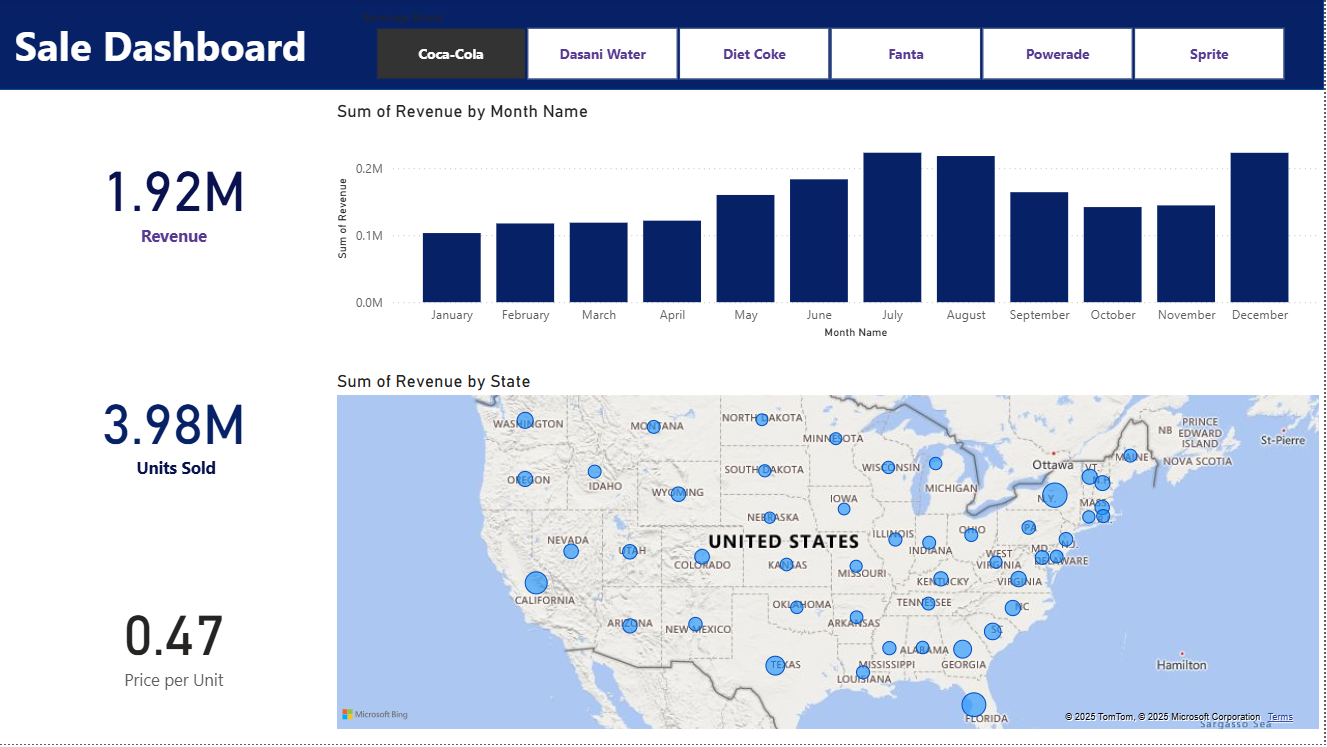 Sale Dashboard
Coca-Cola
Dasani Water
Diet Coke
Fanta
Powerade
Sprite
1.92M
Revenue
3.98M
Units Sold
0.47
Price per Unit
Sum of Revenue by Month Name
Sum of Revenue
0.2M
0.1M
0.0M
January February March April May June July August September October November December
Month Name
Sum of Revenue by State
WASHINGTON
MONTANA
NORTH DAKOTA
MINNESOTA
SOUTH DAKOTA
WISCONSIN
MICHIGAN
OREGON
IDAHO
WYOMING
IOWA
NEBRASKA
NEVADA
UTAH
COLORADO
UNITED STATES
KANSAS
MISSOURI
ILLINOIS
INDIANA
OHIO
WEST
VIRGINIA
VIRGINIA
KENTUCKY
CALIFORNIA
ARIZONA
NEW MEXICO
OKLAHOMA
ARKANSAS
TENNESSEE
NC
SC
TEXAS
LOUISIANA
MISSISSIPPI
ALABAMA
GEORGIA
FLORIDA
Ottawa
VT.
N.H.
MAINE
N.Y.
MASS.
PA
N.J.
MD.
DELAWARE
NB
PRINCE
EDWARD
ISLAND
NOVA SCOTIA
St-Pierre
Hamilton
Sargasso Sea
Microsoft Bing
© 2025 TomTom, © 2025 Microsoft Corporation Terms